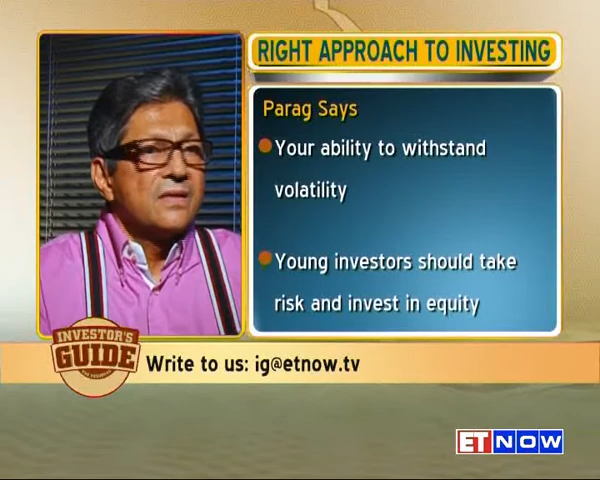 RIGHT APPROACH TO INVESTING
Parag Says
Your ability to withstand
volatility
Young investors should take
risk and invest in equity
INVESTOR'S
GUIDE
Write to us: ig@etnow.tv
ET NOW